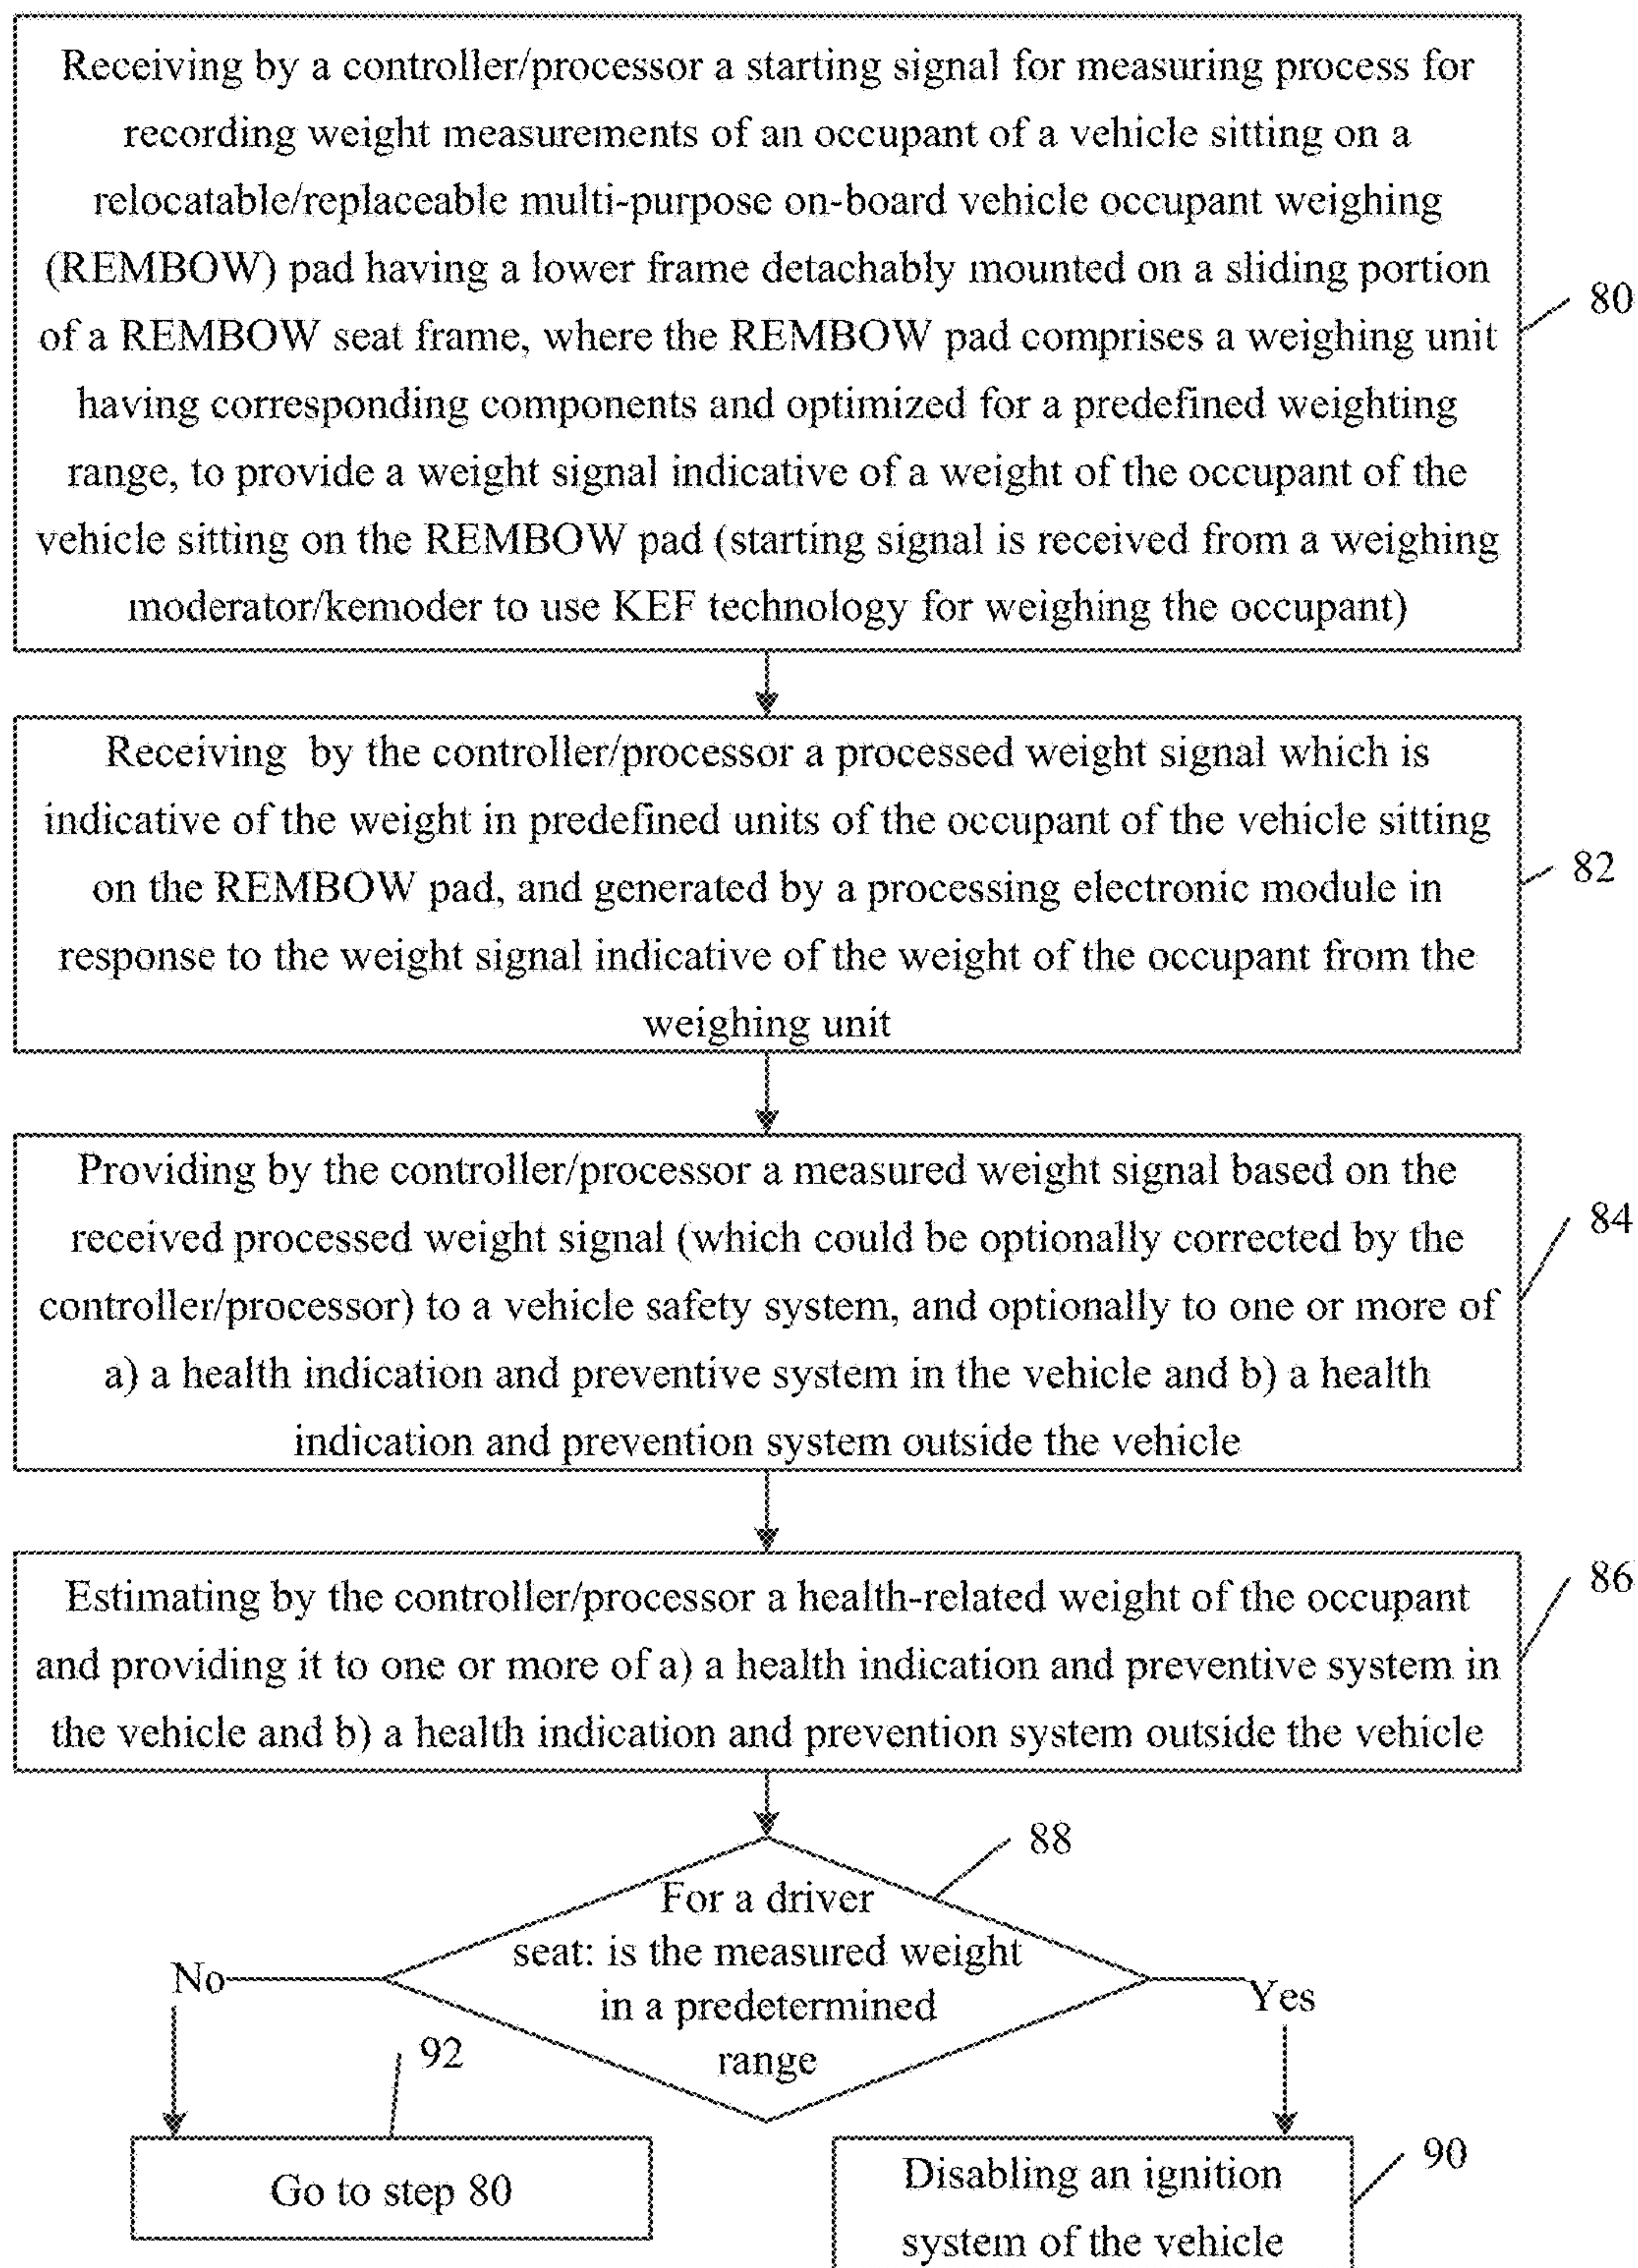 Receiving by a controller/processor a starting signal for measuring process for
recording weight measurements of an occupant of a vehicle sitting on a
relocatable/replaceable multi-purpose on-board vehicle occupant weighing
(REMBOW) pad having a lower frame detachably mounted on a sliding portion
of a REMBOW seat frame, where the REMBOW pad comprises a weighing unit
having corresponding components and optimized for a predefined weighting
range, to provide a weight signal indicative of a weight of the occupant of the
vehicle sitting on the REMBOW pad (starting signal is received from a weighing
moderator/kemoder to use KEF technology for weighing the occupant)
80
Receiving by the controller/processor a processed weight signal which is
indicative of the weight in predefined units of the occupant of the vehicle sitting
on the REMBOW pad, and generated by a processing electronic module in
response to the weight signal indicative of the weight of the occupant from the
weighing unit
82
Providing by the controller/processor a measured weight signal based on the
received processed weight signal (which could be optionally corrected by the
controller/processor) to a vehicle safety system, and optionally to one or more of
a) a health indication and preventive system in the vehicle and b) a health
indication and prevention system outside the vehicle
84
Estimating by the controller/processor a health-related weight of the occupant
and providing it to one or more of a) a health indication and preventive system in
the vehicle and b) a health indication and prevention system outside the vehicle
86
88
For a driver
seat: is the measured weight
in a predetermined
range
No
Yes
92
Go to step 80
90
Disabling an ignition
system of the vehicle